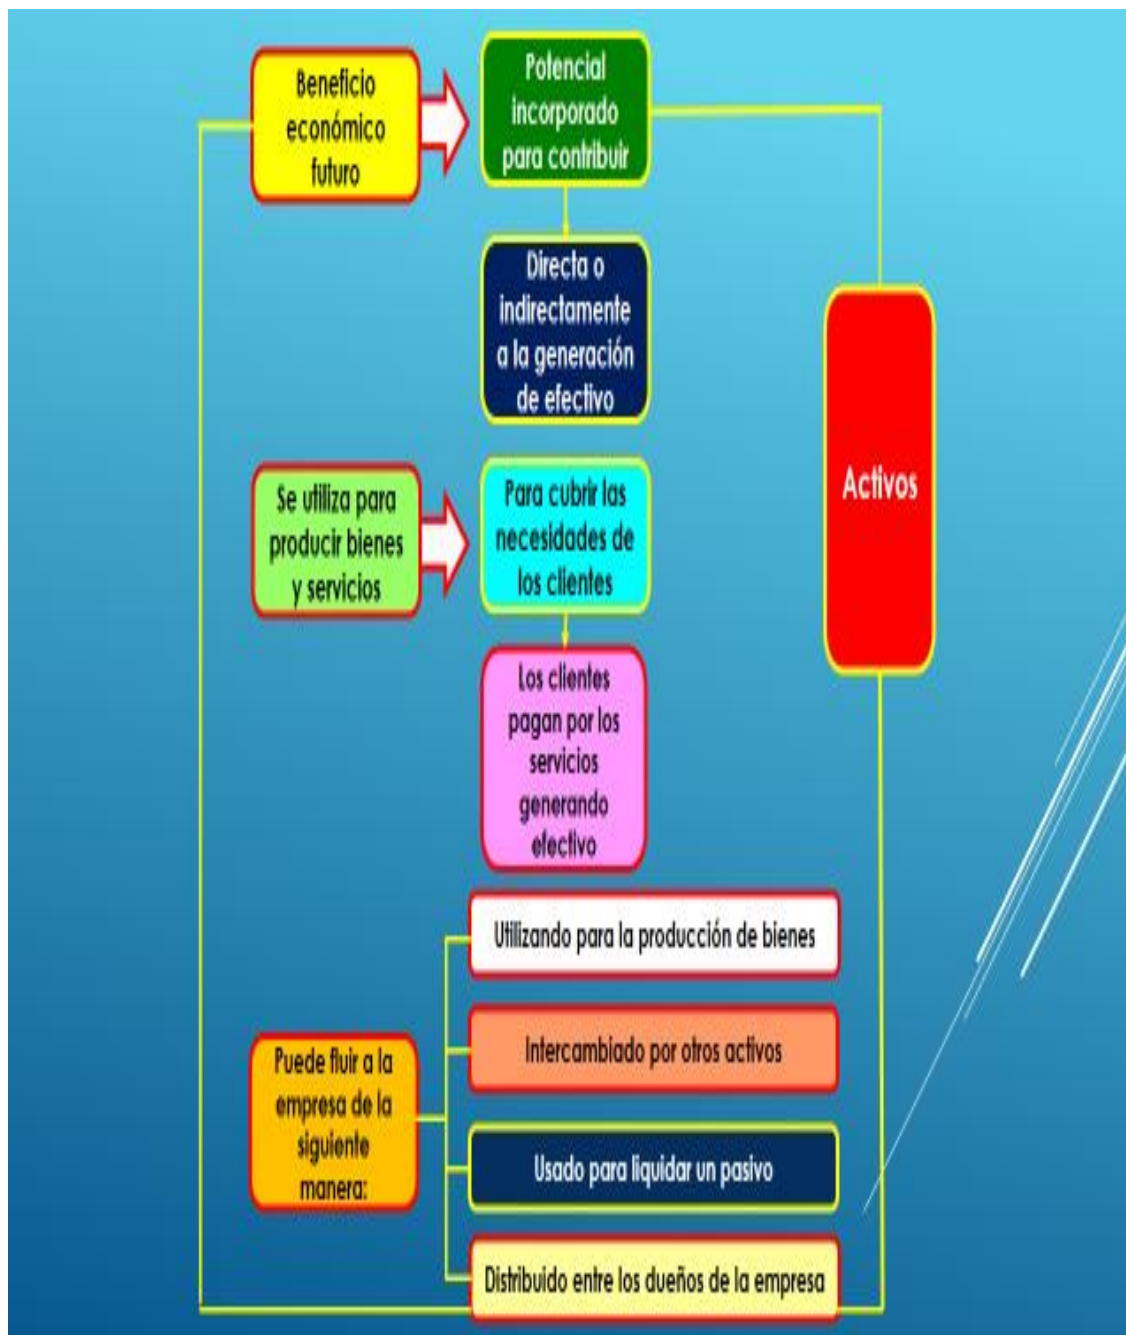 Beneficio
económico
futuro
Potencial
incorporado
para contribuir
Directa o
indirectamente
a la generación
de efectivo
Activos
Se utiliza para
producir bienes
y servicios
Para cubrir las
necesidades de
los clientes
Los clientes
pagan por los
servicios
generando
efectivo
Puede fluir a la
empresa de la
siguiente
manera:
Utilizando para la producción de bienes
Intercambiado por otros activos
Usado para liquidar un pasivo
Distribuido entre los dueños de la empresa